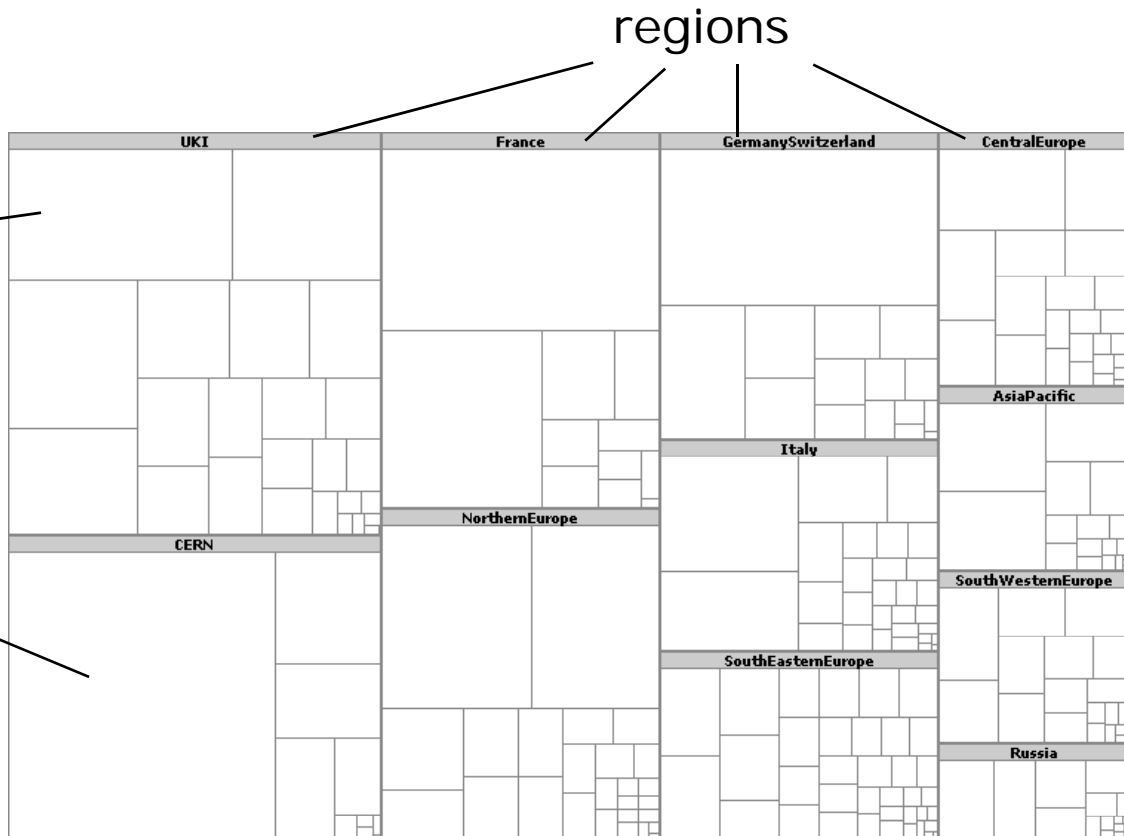 regions
UKI
France
GermanySwitzerland
CentralEurope
AsiaPacific
Italy
NorthernEurope
CERN
SouthWesternEurope
SouthEasternEurope
Russia